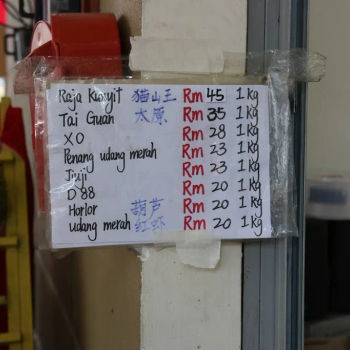 Raja Kunyit 猫山王 Rm 45 1kg
Tai Guan 太原 Rm 35 1kg
XO Rm 28 1kg
Penang udang merah Rm 23 1kg
Jiuji Rm 23 1kg
D 88 Rm 20 1kg
Horlor 葫芦 Rm 20 1kg
udang merah 红虾 Rm 20 1kg